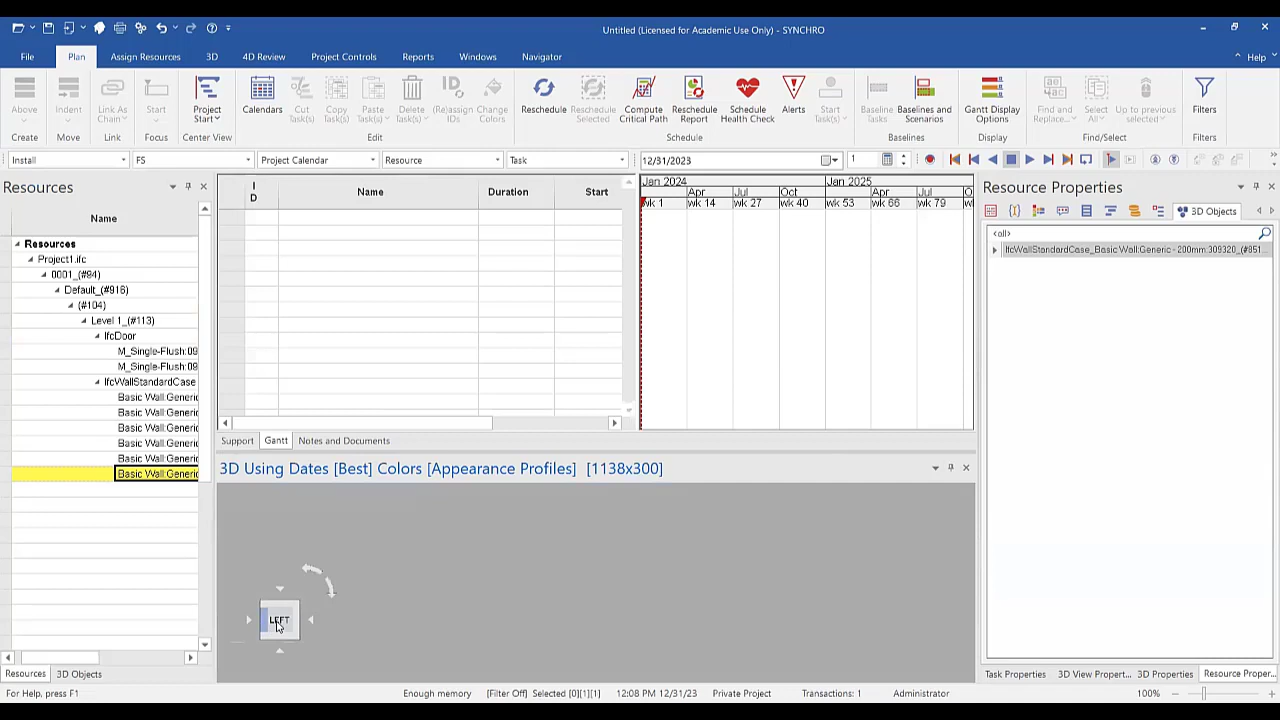 Untitled (Licensed for Academic Use Only) - SYNCHRO
File Plan Assign Resources 3D 4D Review Project Controls Reports Windows Navigator Help
Above Indent Link As Chain Start Project Start Calendars Add Task(s) Copy Task(s) Paste Task(s) Delete Task(s) (Re)assign IDs Change Colors Reschedule Reschedule Selected Compute Critical Path Reschedule Report Schedule Health Check Alerts Start Task(s) Baseline Tasks Baselines and Scenarios Gantt Display Options Find and Replace... Select All Up to previous selected Filters
Create Move Link Focus Center View Edit Schedule Baselines Display Find/Select Filters
Install FS Project Calendar Resource Task 12/31/2023 1
Resources
Name
Resources
Project1.ifc
0001_(#94)
Default_(#916)
(#104)
Level 1_(#113)
IfcDoor
M_Single-Flush:09
M_Single-Flush:09
IfcWallStandardCase
Basic Wall:Generic
Basic Wall:Generic
Basic Wall:Generic
Basic Wall:Generic
Basic Wall:Generic
Basic Wall:Generic
Resources 3D Objects
ID Name Duration Start
Jan 2024 Jan 2025
Apr Jul Oct Apr Jul O
wk 1 wk 14 wk 27 wk 40 wk 53 wk 66 wk 79 w
Support Gantt Notes and Documents
3D Using Dates [Best] Colors [Appearance Profiles] [1138x300]
LEFT
Resource Properties
3D Objects
<all>
IfcWallStandardCase_Basic Wall:Generic - 200mm:309320_(#851...
Task Properties 3D View Propert... 3D Properties Resource Proper...
For Help, press F1 Enough memory [Filter Off] Selected [0][1][1] 12:08 PM 12/31/23 Private Project Transactions: 1 Administrator 100%